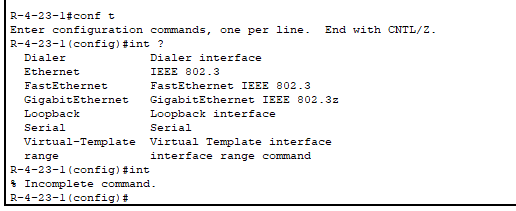 R-4-23-1#conf t
Enter configuration commands, one per line.  End with CNTL/Z.
R-4-23-1(config)#int ?
  Dialer            Dialer interface
  Ethernet          IEEE 802.3
  FastEthernet      FastEthernet IEEE 802.3
  GigabitEthernet   GigabitEthernet IEEE 802.3z
  Loopback          Loopback interface
  Serial            Serial
  Virtual-Template  Virtual Template interface
  range             interface range command
R-4-23-1(config)#int
% Incomplete command.
R-4-23-1(config)#